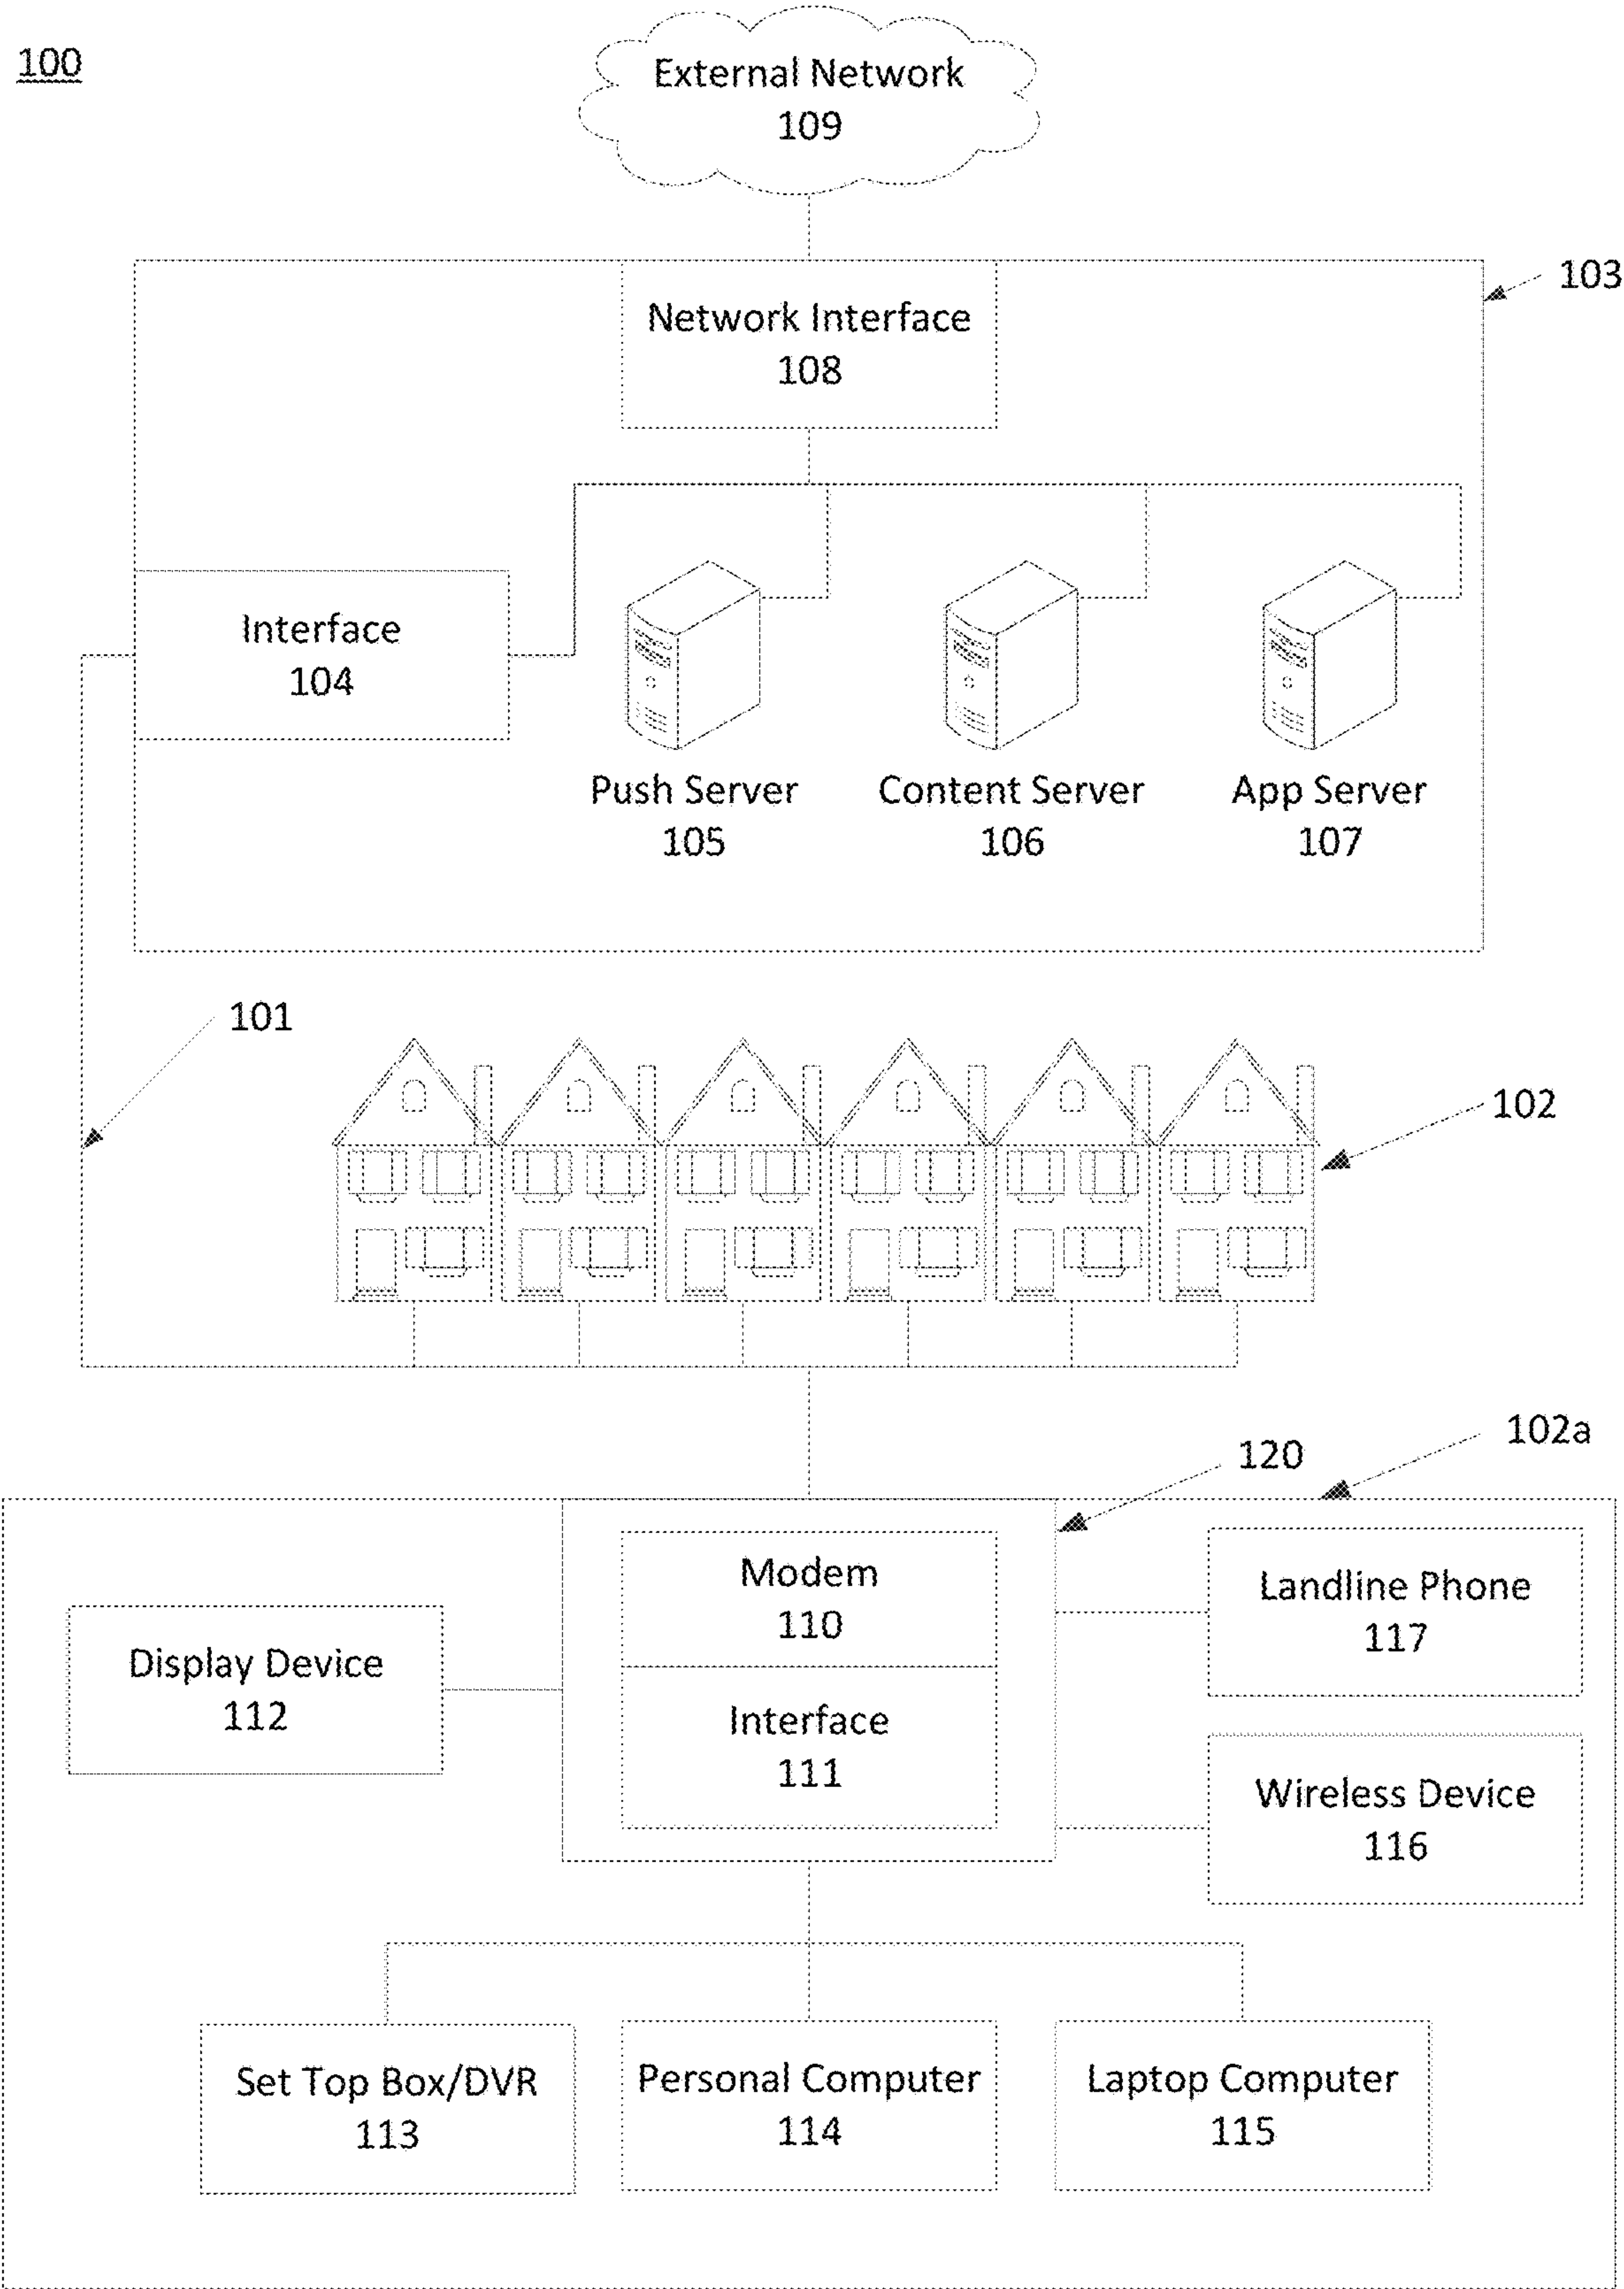 100
External Network
109
103
Network Interface
108
Interface
104
Push Server
105
Content Server
106
App Server
107
101
102
102a
120
Modem
110
Interface
111
Display Device
112
Landline Phone
117
Wireless Device
116
Set Top Box/DVR
113
Personal Computer
114
Laptop Computer
115